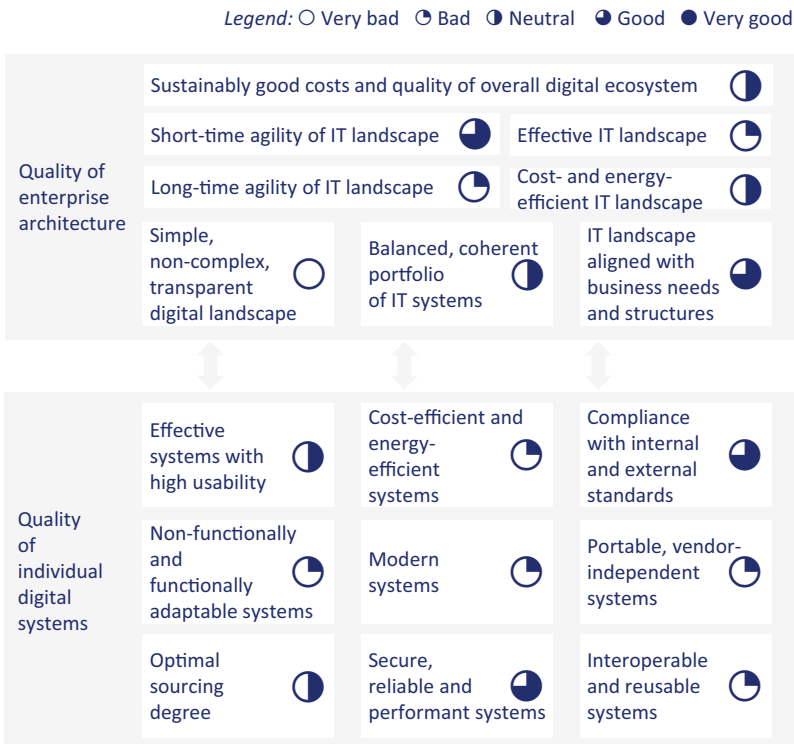 Legend: Very bad Bad Neutral Good Very good
Quality of
enterprise
architecture
Sustainably good costs and quality of overall digital ecosystem
Short-time agility of IT landscape
Effective IT landscape
Long-time agility of IT landscape
Cost- and energy-
efficient IT landscape
Simple,
non-complex,
transparent
digital landscape
Balanced, coherent
portfolio
of IT systems
IT landscape
aligned with
business needs
and structures
Quality
of
individual
digital
systems
Effective
systems with
high usability
Cost-efficient and
energy-
efficient
systems
Compliance
with internal
and external
standards
Non-functionally
and
functionally
adaptable systems
Modern
systems
Portable, vendor-
independent
systems
Optimal
sourcing
degree
Secure,
reliable and
performant systems
Interoperable
and reusable
systems